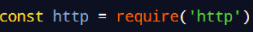 const http = require('http')